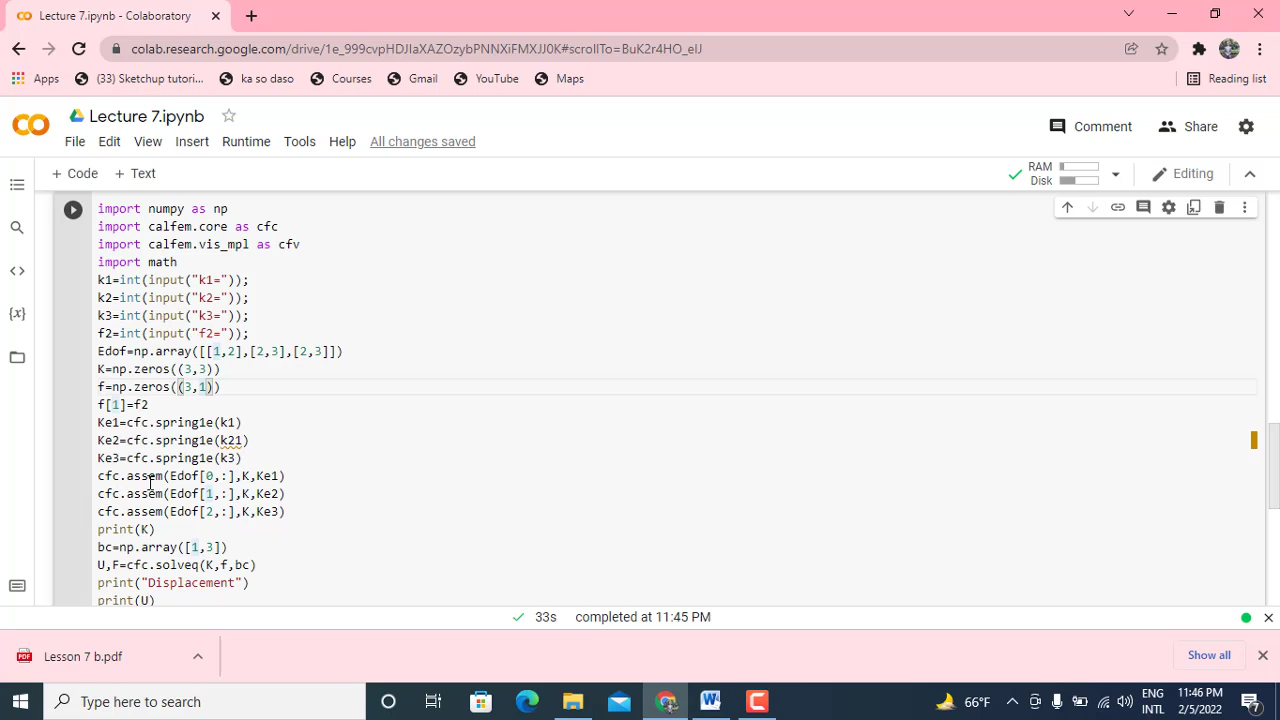 Lecture 7.ipynb - Colaboratory
colab.research.google.com/drive/1e_999cvpHDJIaXAZOzybPNNXiFMXJJ0K#scrollTo=BuK2r4HO_eIJ
Apps (33) Sketchup tutori... ka so daso Courses Gmail YouTube Maps Reading list
Lecture 7.ipynb
File Edit View Insert Runtime Tools Help All changes saved
Comment Share
+ Code + Text
RAM
Disk
Editing
import numpy as np
import calfem.core as cfc
import calfem.vis_mpl as cfv
import math
k1=int(input("k1="));
k2=int(input("k2="));
k3=int(input("k3="));
f2=int(input("f2="));
Edof=np.array([[1,2],[2,3],[2,3]])
K=np.zeros((3,3))
f=np.zeros((3,1))
f[1]=f2
Ke1=cfc.spring1e(k1)
Ke2=cfc.spring1e(k21)
Ke3=cfc.spring1e(k3)
cfc.assem(Edof[0,:],K,Ke1)
cfc.assem(Edof[1,:],K,Ke2)
cfc.assem(Edof[2,:],K,Ke3)
print(K)
bc=np.array([1,3])
U,F=cfc.solveq(K,f,bc)
print("Displacement")
print(U)
33s completed at 11:45 PM
PDF Lesson 7 b.pdf
Show all
Type here to search
66°F
ENG
INTL
11:46 PM
2/5/2022
7